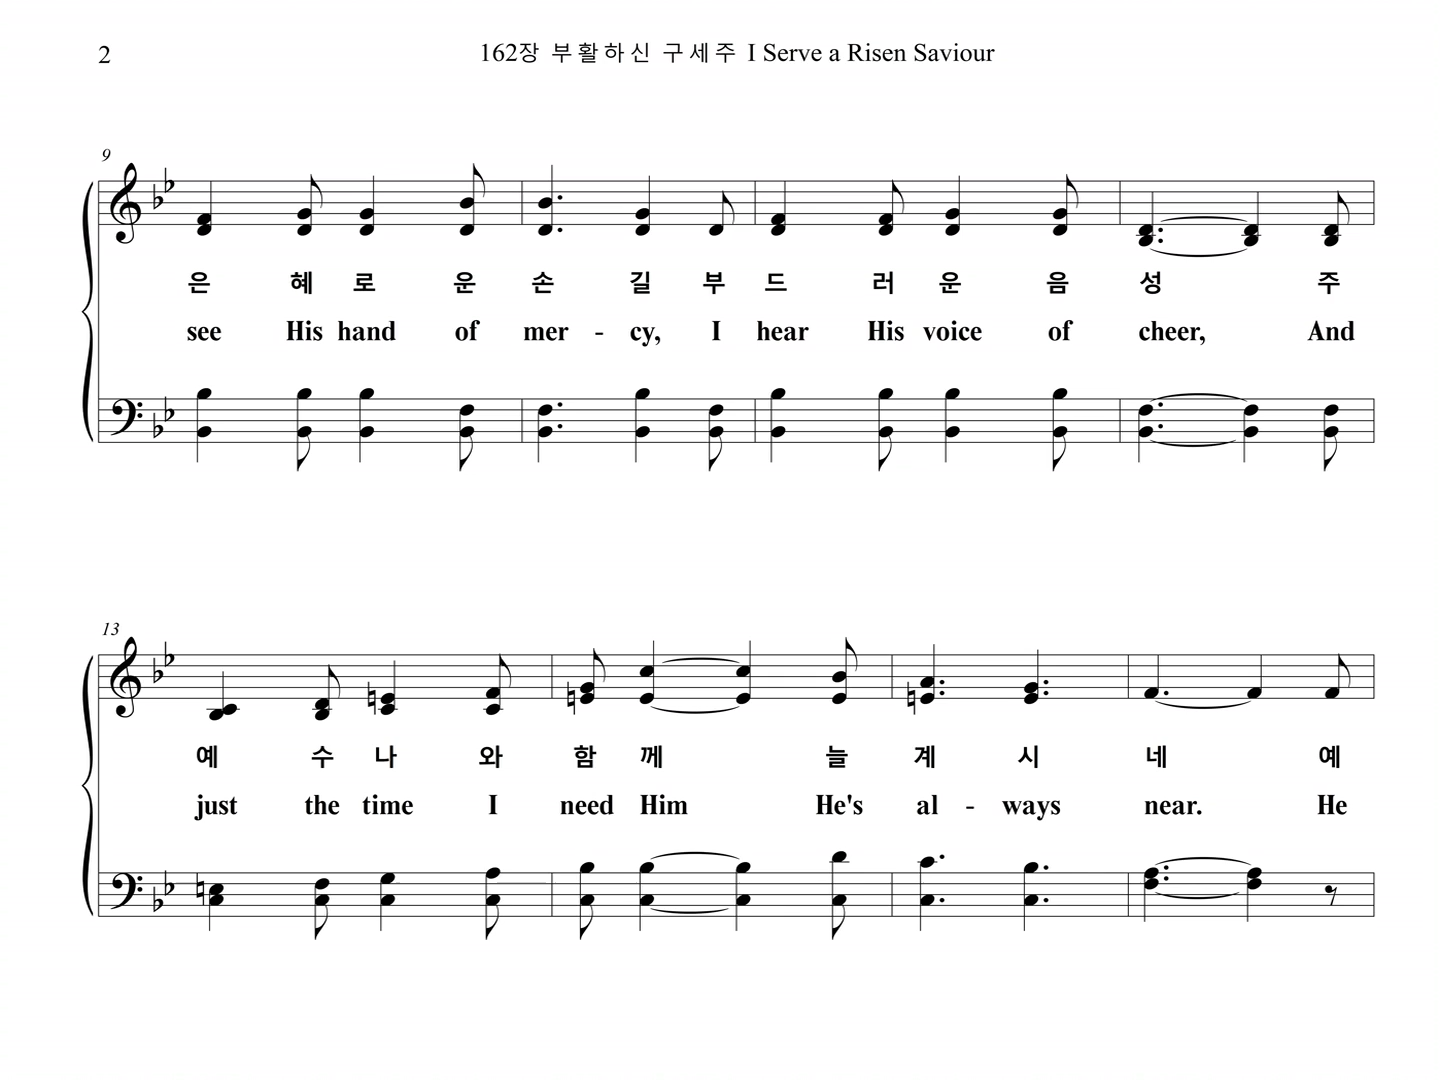 2
162장 부활하신 구세주 I Serve a Risen Saviour
9
은 혜 로 운 손 길 부 드 러 운 음 성 주
see His hand of mer - cy, I hear His voice of cheer, And
13
예 수 나 와 함 께 늘 계 시 네 예
just the time I need Him He's al - ways near. He